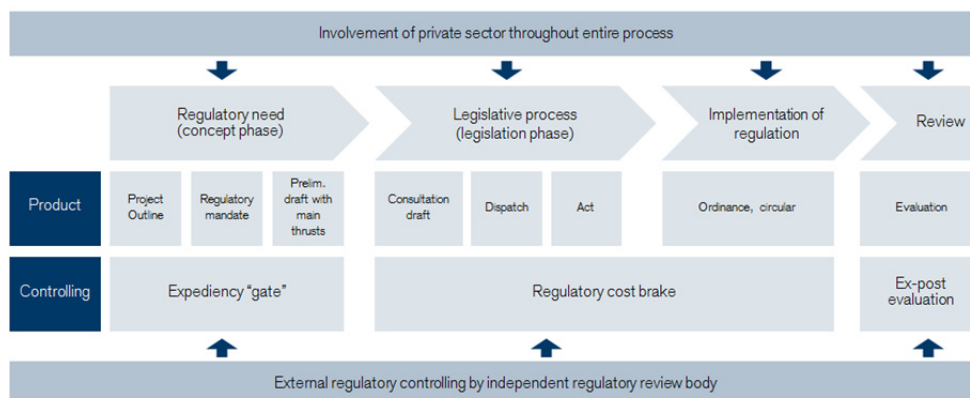 Involvement of private sector throughout entire process
Regulatory need
(concept phase)
Legislative process
(legislation phase)
Implementation of
regulation
Review
Product
Project
Outline
Regulatory
mandate
Prelim.
draft with
main
thrusts
Consultation
draft
Dispatch
Act
Ordinance, circular
Evaluation
Controlling
Expediency “gate”
Regulatory cost brake
Ex-post
evaluation
External regulatory controlling by independent regulatory review body